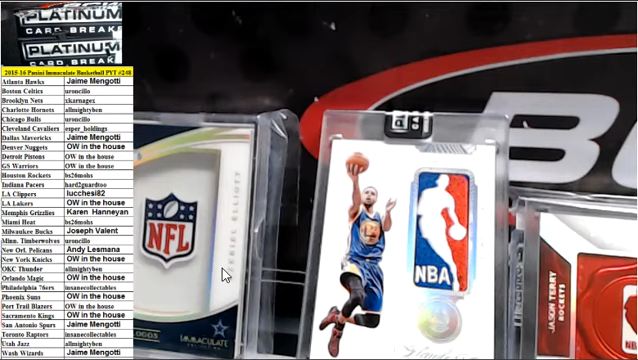 PLATINUM
CARD BREAKS
PLATINUM
CARD BREAK
2015-16 Panini Immaculate Basketball PYT #248
Atlanta Hawks Jaime Mengotti
Boston Celtics uroncillo
Brooklyn Nets xkarnagex
Charlotte Hornets allmightyben
Chicago Bulls uroncillo
Cleveland Cavaliers esper_holdings
Dallas Mavericks Jaime Mengotti
Denver Nuggets OW in the house
Detroit Pistons OW in the house
GS Warriors OW in the house
Houston Rockets bs26mohs
Indiana Pacers hard2guardtoo
LA Clippers lucchesi82
LA Lakers OW in the house
Memphis Grizzlies Karen Hanneyan
Miami Heat bs26mohs
Milwaukee Bucks Joseph Valent
Minn. Timberwolves uroncillo
New Orl. Pelicans Andy Lesmana
New York Knicks OW in the house
OKC Thunder allmightyben
Orlando Magic OW in the house
Philadelphia 76ers insanecollectables
Phoenix Suns OW in the house
Port Trail Blazers OW in the house
Sacramento Kings OW in the house
San Antonio Spurs Jaime Mengotti
Toronto Raptors insanecollectables
Utah Jazz allmightyben
Wash Wizards Jaime Mengotti
NFL
ELLIOTT
LOGOS
IMMACULATE
NBA
JASON TERRY
ROCKETS
NB